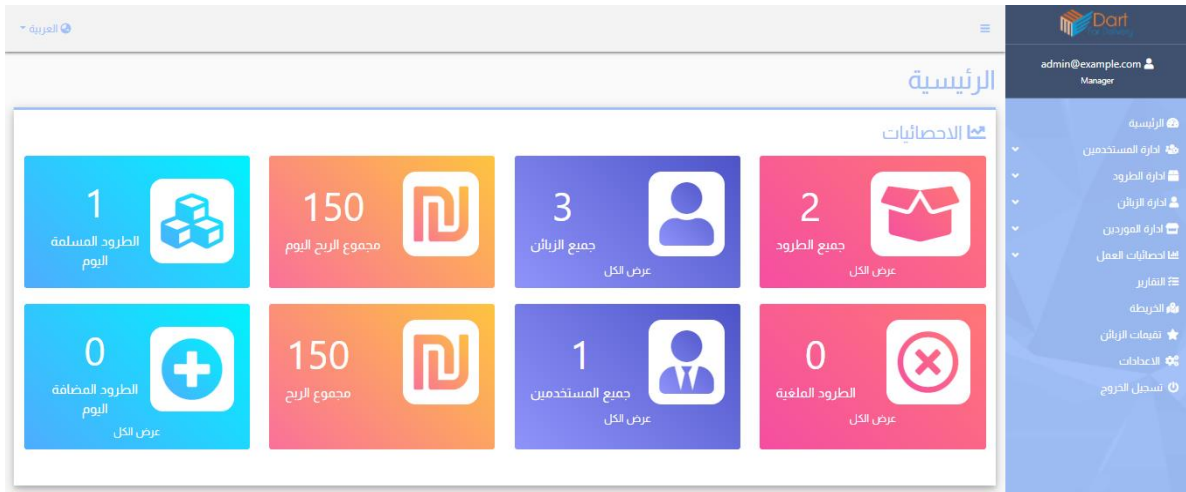 Dart
For Delivery
admin@example.com
Manager
الرئيسية
ادارة المستخدمين
ادارة الطرود
ادارة الزبائن
ادارة الموردين
احصائيات العمل
التقارير
الخريطة
تقيمات الزبائن
الاعدادات
تسجيل الخروج
العربية
الرئيسية
الاحصائيات
2
جميع الطرود
عرض الكل
3
جميع الزبائن
عرض الكل
150
مجموع الربح اليوم
1
الطرود المسلمة
اليوم
0
الطرود الملغية
عرض الكل
1
جميع المستخدمين
عرض الكل
150
مجموع الربح
0
الطرود المضافة
اليوم
عرض الكل